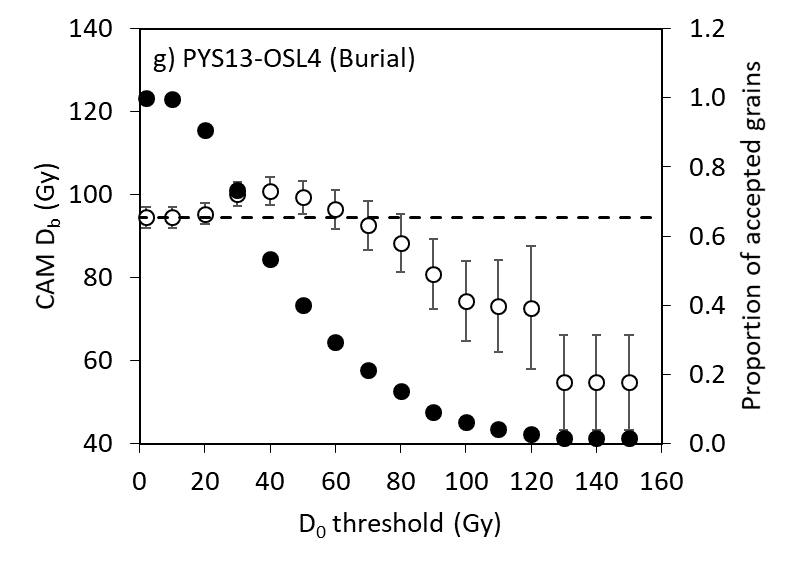 g) PYS13-OSL4 (Burial)
140
120
100
80
60
40
CAM Db (Gy)
1.2
1.0
0.8
0.6
0.4
0.2
0.0
Proportion of accepted grains
0 20 40 60 80 100 120 140 160
D0 threshold (Gy)